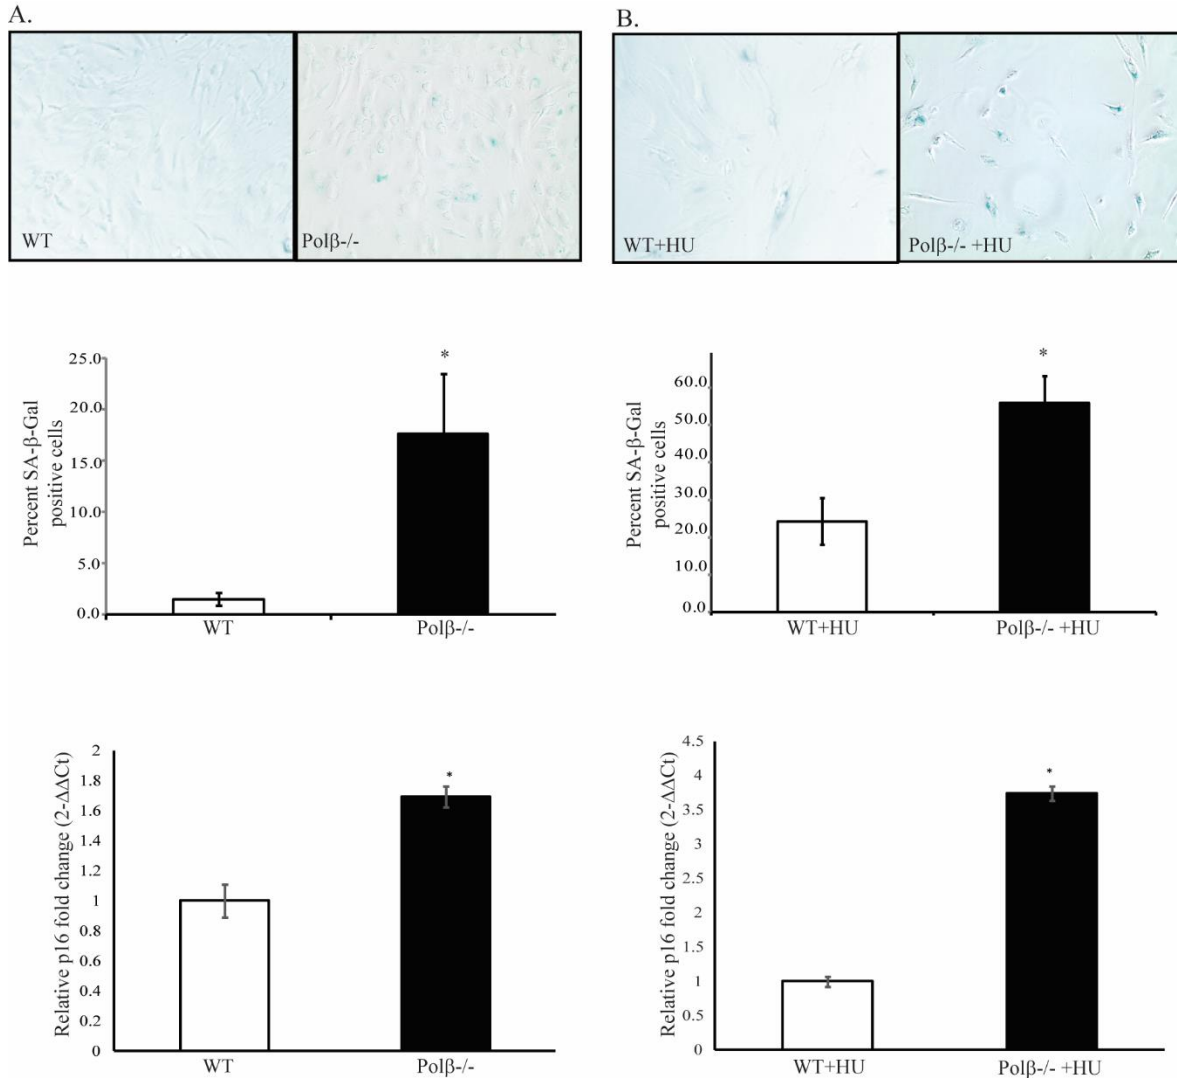 A.
WT
Polβ-/-
B.
WT+HU
Polβ-/- +HU
Percent SA-β-Gal
positive cells
25.0
20.0
15.0
10.0
5.0
0.0
*
WT
Polβ-/-
Percent SA-β-Gal
positive cells
60.0
50.0
40.0
30.0
20.0
10.0
0.0
*
WT+HU
Polβ-/- +HU
Relative p16 fold change (2-ΔΔCt)
2
1.8
1.6
1.4
1.2
1
0.8
0.6
0.4
0.2
0
*
WT
Polβ-/-
Relative p16 fold change (2-ΔΔCt)
4.5
4
3.5
3
2.5
2
1.5
1
0.5
0
*
WT+HU
Polβ-/- +HU